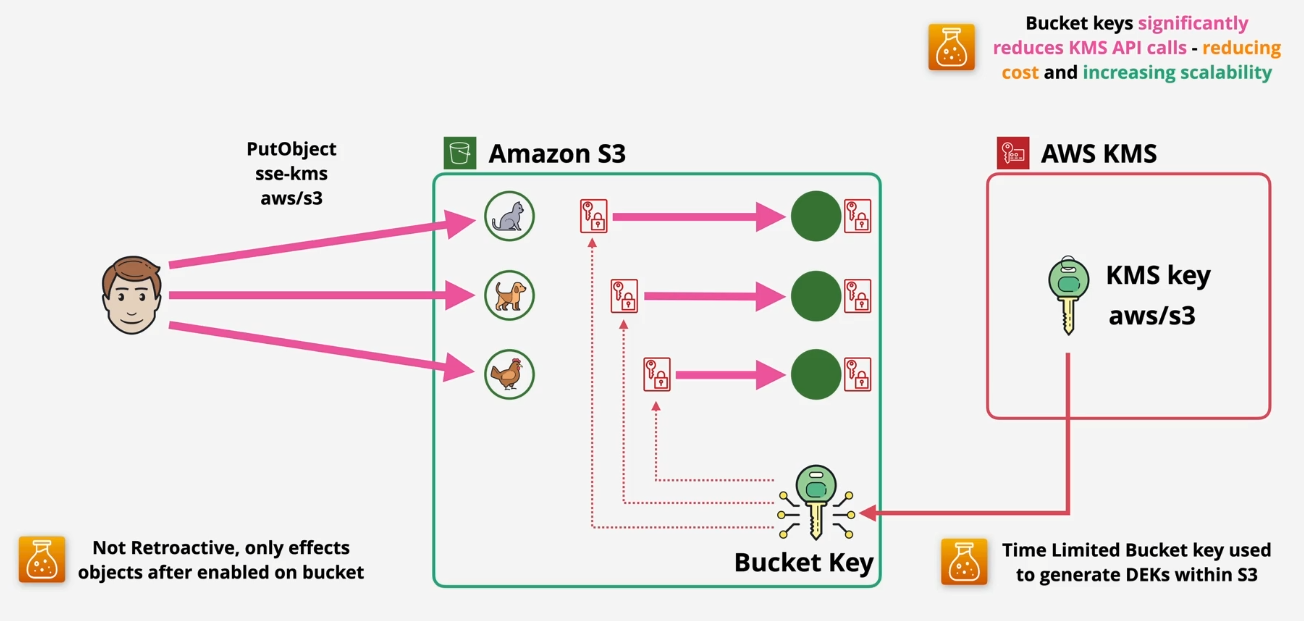 Bucket keys significantly
reduces KMS API calls - reducing
cost and increasing scalability
PutObject
sse-kms
aws/s3
Amazon S3
AWS KMS
KMS key
aws/s3
Bucket Key
Not Retroactive, only effects
objects after enabled on bucket
Time Limited Bucket key used
to generate DEKs within S3